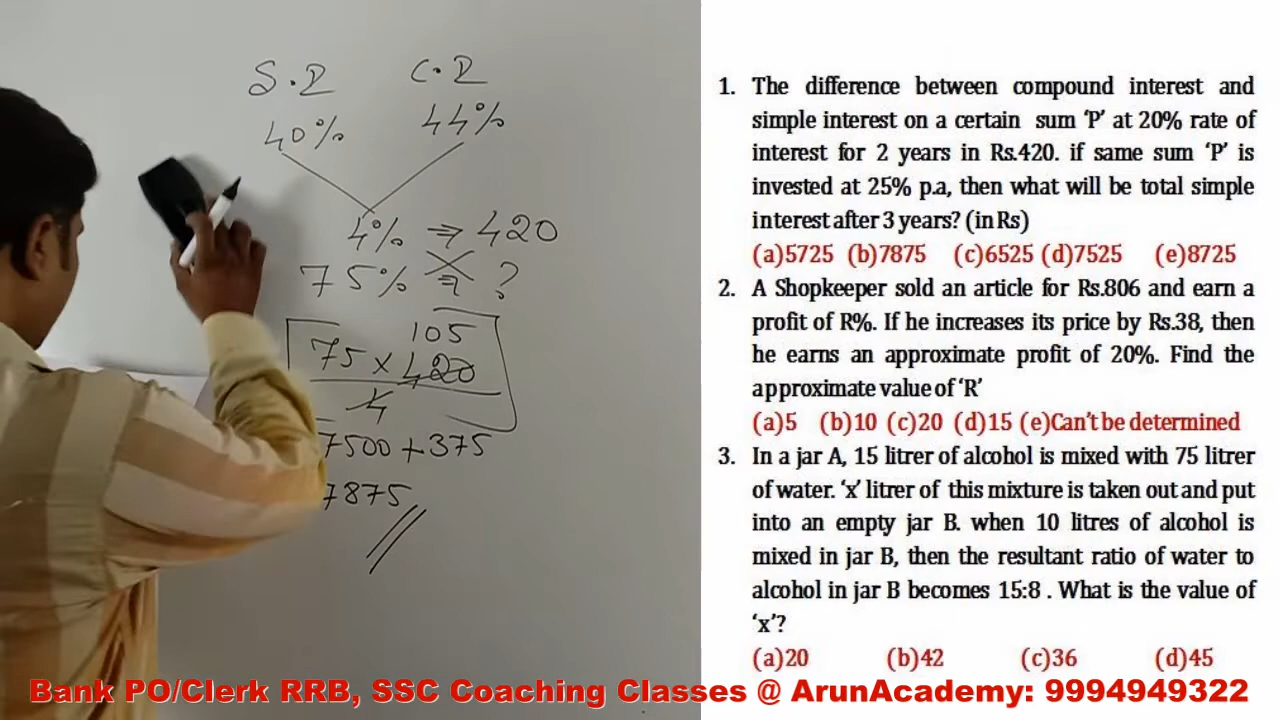 S.I C.I
40% 44%
4% ⇒ 420
75% ⇒ ?
105
75 × 420
4
7500 + 375
7875
1. The difference between compound interest and
simple interest on a certain sum ‘P’ at 20% rate of
interest for 2 years in Rs.420. if same sum ‘P’ is
invested at 25% p.a, then what will be total simple
interest after 3 years? (in Rs)
(a)5725 (b)7875 (c)6525 (d)7525 (e)8725
2. A Shopkeeper sold an article for Rs.806 and earn a
profit of R%. If he increases its price by Rs.38, then
he earns an approximate profit of 20%. Find the
approximate value of ‘R’
(a)5 (b)10 (c)20 (d)15 (e)Can’t be determined
3. In a jar A, 15 litrer of alcohol is mixed with 75 litrer
of water. ‘x’ litrer of this mixture is taken out and put
into an empty jar B. when 10 litres of alcohol is
mixed in jar B, then the resultant ratio of water to
alcohol in jar B becomes 15:8 . What is the value of
‘x’?
(a)20 (b)42 (c)36 (d)45
Bank PO/Clerk RRB, SSC Coaching Classes @ ArunAcademy: 9994949322